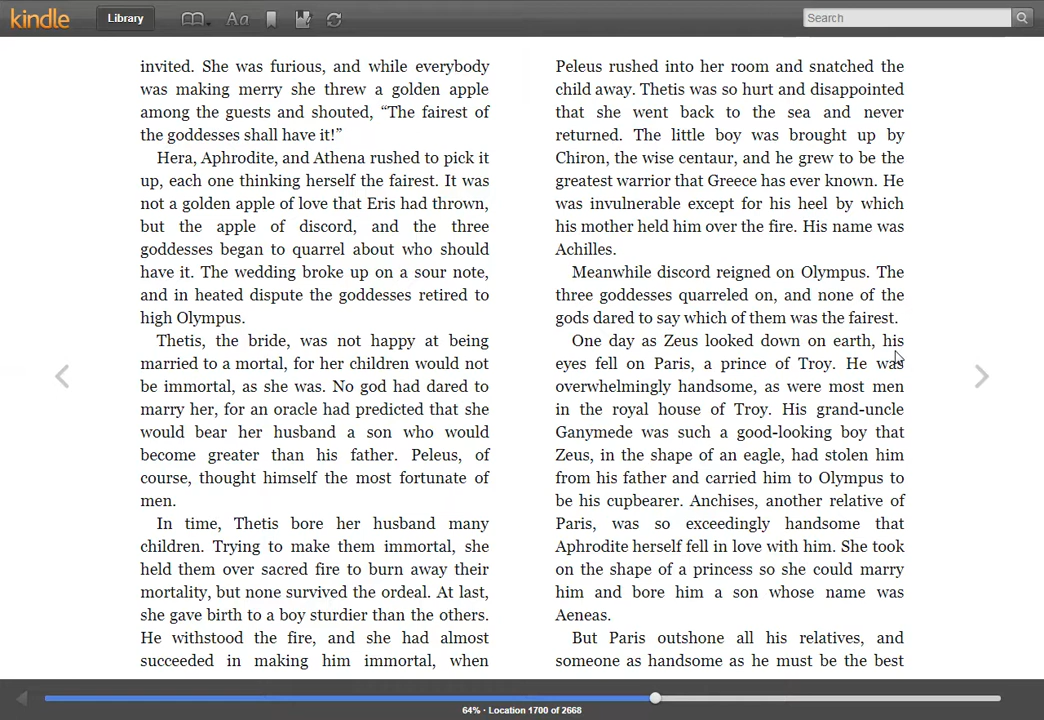 kindle
Library
Aa
Search
invited. She was furious, and while everybody
was making merry she threw a golden apple
among the guests and shouted, “The fairest of
the goddesses shall have it!”
Hera, Aphrodite, and Athena rushed to pick it
up, each one thinking herself the fairest. It was
not a golden apple of love that Eris had thrown,
but the apple of discord, and the three
goddesses began to quarrel about who should
have it. The wedding broke up on a sour note,
and in heated dispute the goddesses retired to
high Olympus.
Thetis, the bride, was not happy at being
married to a mortal, for her children would not
be immortal, as she was. No god had dared to
marry her, for an oracle had predicted that she
would bear her husband a son who would
become greater than his father. Peleus, of
course, thought himself the most fortunate of
men.
In time, Thetis bore her husband many
children. Trying to make them immortal, she
held them over sacred fire to burn away their
mortality, but none survived the ordeal. At last,
she gave birth to a boy sturdier than the others.
He withstood the fire, and she had almost
succeeded in making him immortal, when
Peleus rushed into her room and snatched the
child away. Thetis was so hurt and disappointed
that she went back to the sea and never
returned. The little boy was brought up by
Chiron, the wise centaur, and he grew to be the
greatest warrior that Greece has ever known. He
was invulnerable except for his heel by which
his mother held him over the fire. His name was
Achilles.
Meanwhile discord reigned on Olympus. The
three goddesses quarreled on, and none of the
gods dared to say which of them was the fairest.
One day as Zeus looked down on earth, his
eyes fell on Paris, a prince of Troy. He was
overwhelmingly handsome, as were most men
in the royal house of Troy. His grand-uncle
Ganymede was such a good-looking boy that
Zeus, in the shape of an eagle, had stolen him
from his father and carried him to Olympus to
be his cupbearer. Anchises, another relative of
Paris, was so exceedingly handsome that
Aphrodite herself fell in love with him. She took
on the shape of a princess so she could marry
him and bore him a son whose name was
Aeneas.
But Paris outshone all his relatives, and
someone as handsome as he must be the best
64% · Location 1700 of 2668